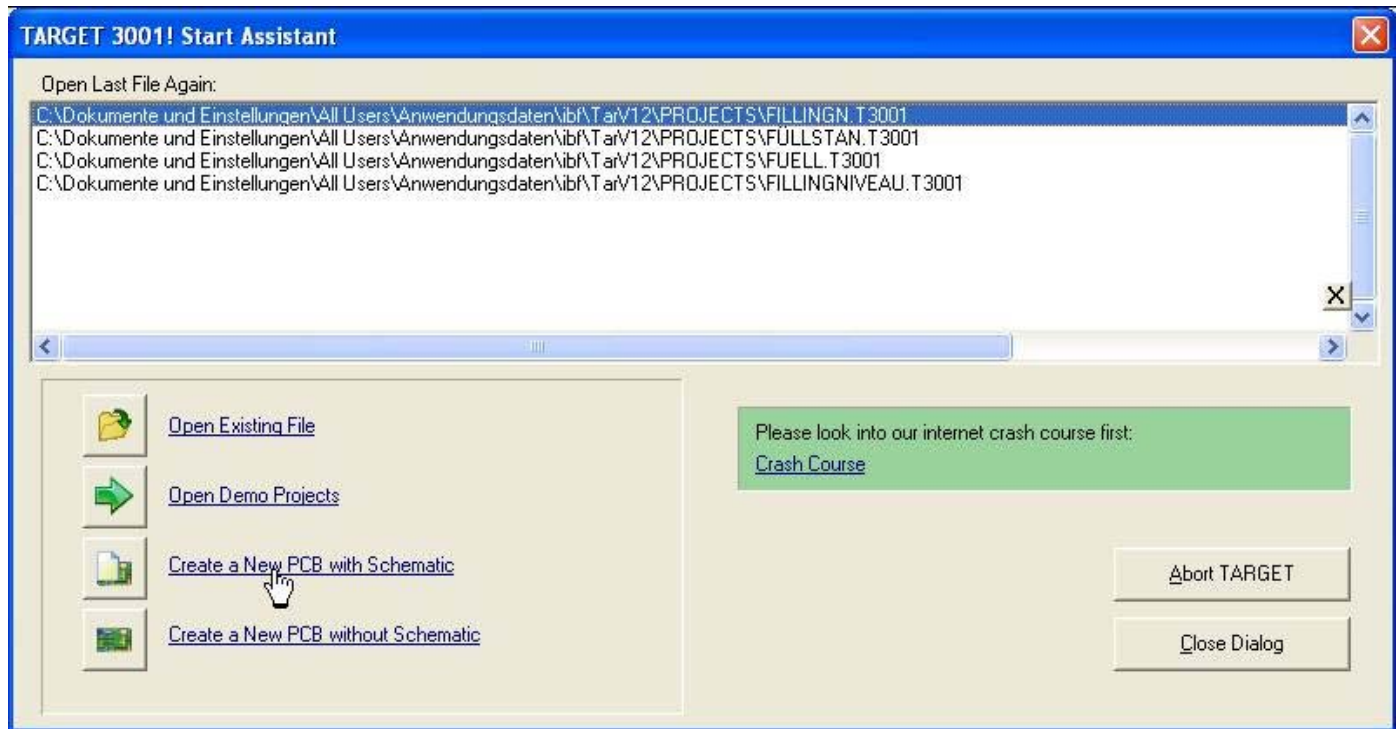 TARGET 3001! Start Assistant
Open Last File Again:
C:\Dokumente und Einstellungen\All Users\Anwendungsdaten\ibf\TarV12\PROJECTS\FILLINGN.T3001
C:\Dokumente und Einstellungen\All Users\Anwendungsdaten\ibf\TarV12\PROJECTS\FÜLLSTAN.T3001
C:\Dokumente und Einstellungen\All Users\Anwendungsdaten\ibf\TarV12\PROJECTS\FUELL.T3001
C:\Dokumente und Einstellungen\All Users\Anwendungsdaten\ibf\TarV12\PROJECTS\FILLINGNIVEAU.T3001
X
Open Existing File
Open Demo Projects
Create a New PCB with Schematic
Create a New PCB without Schematic
Please look into our internet crash course first:
Crash Course
Abort TARGET
Close Dialog